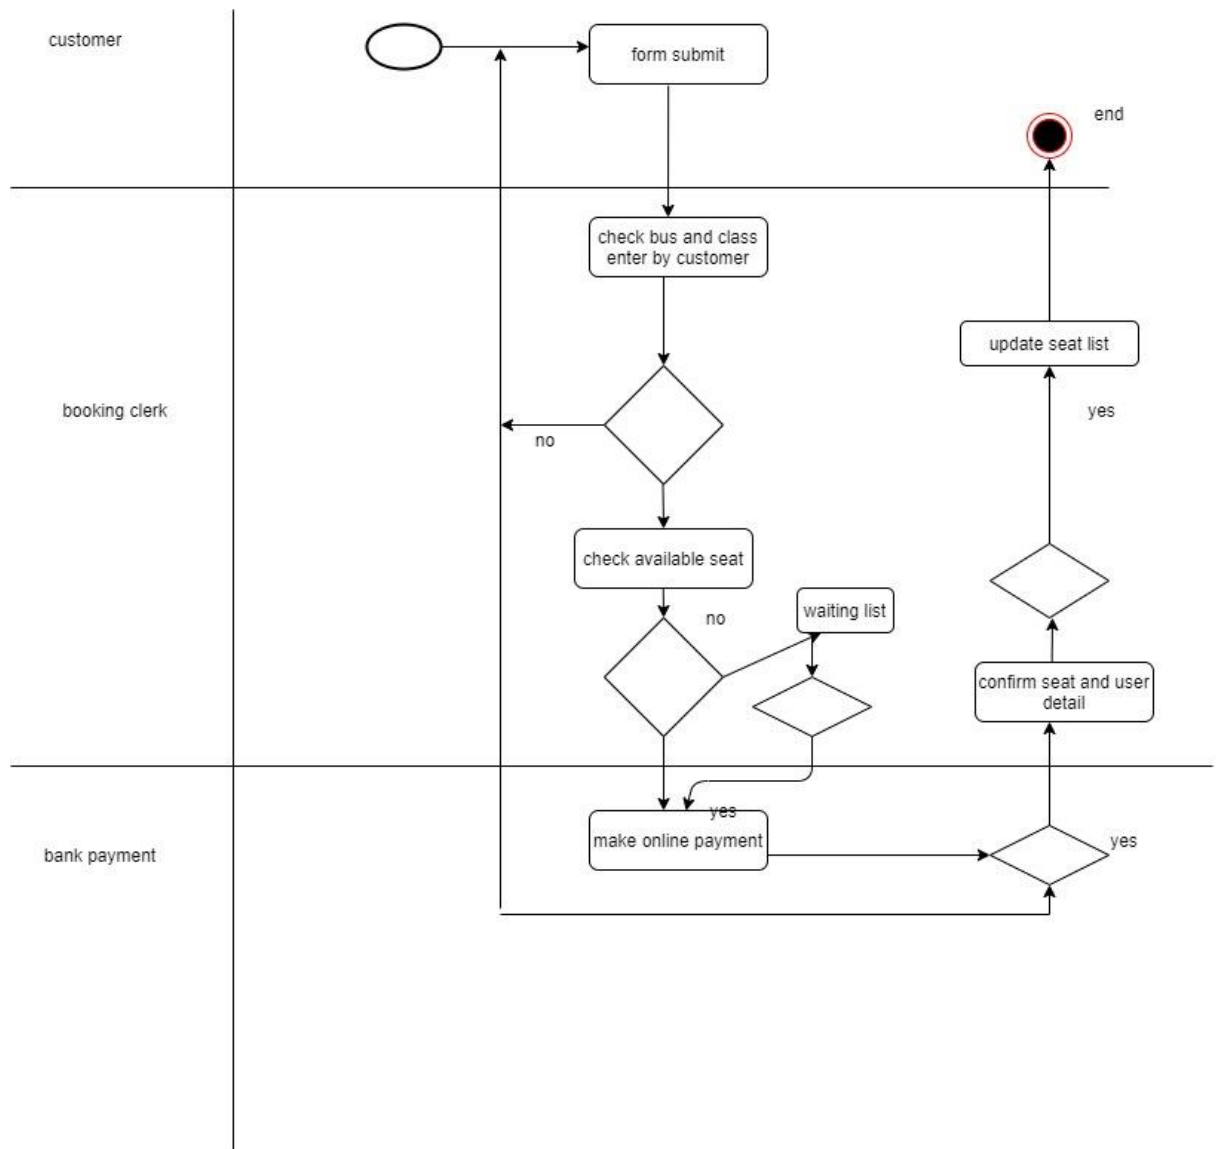 customer
form submit
end
check bus and class
enter by customer
update seat list
booking clerk
yes
no
check available seat
no
waiting list
confirm seat and user
detail
yes
make online payment
bank payment
yes